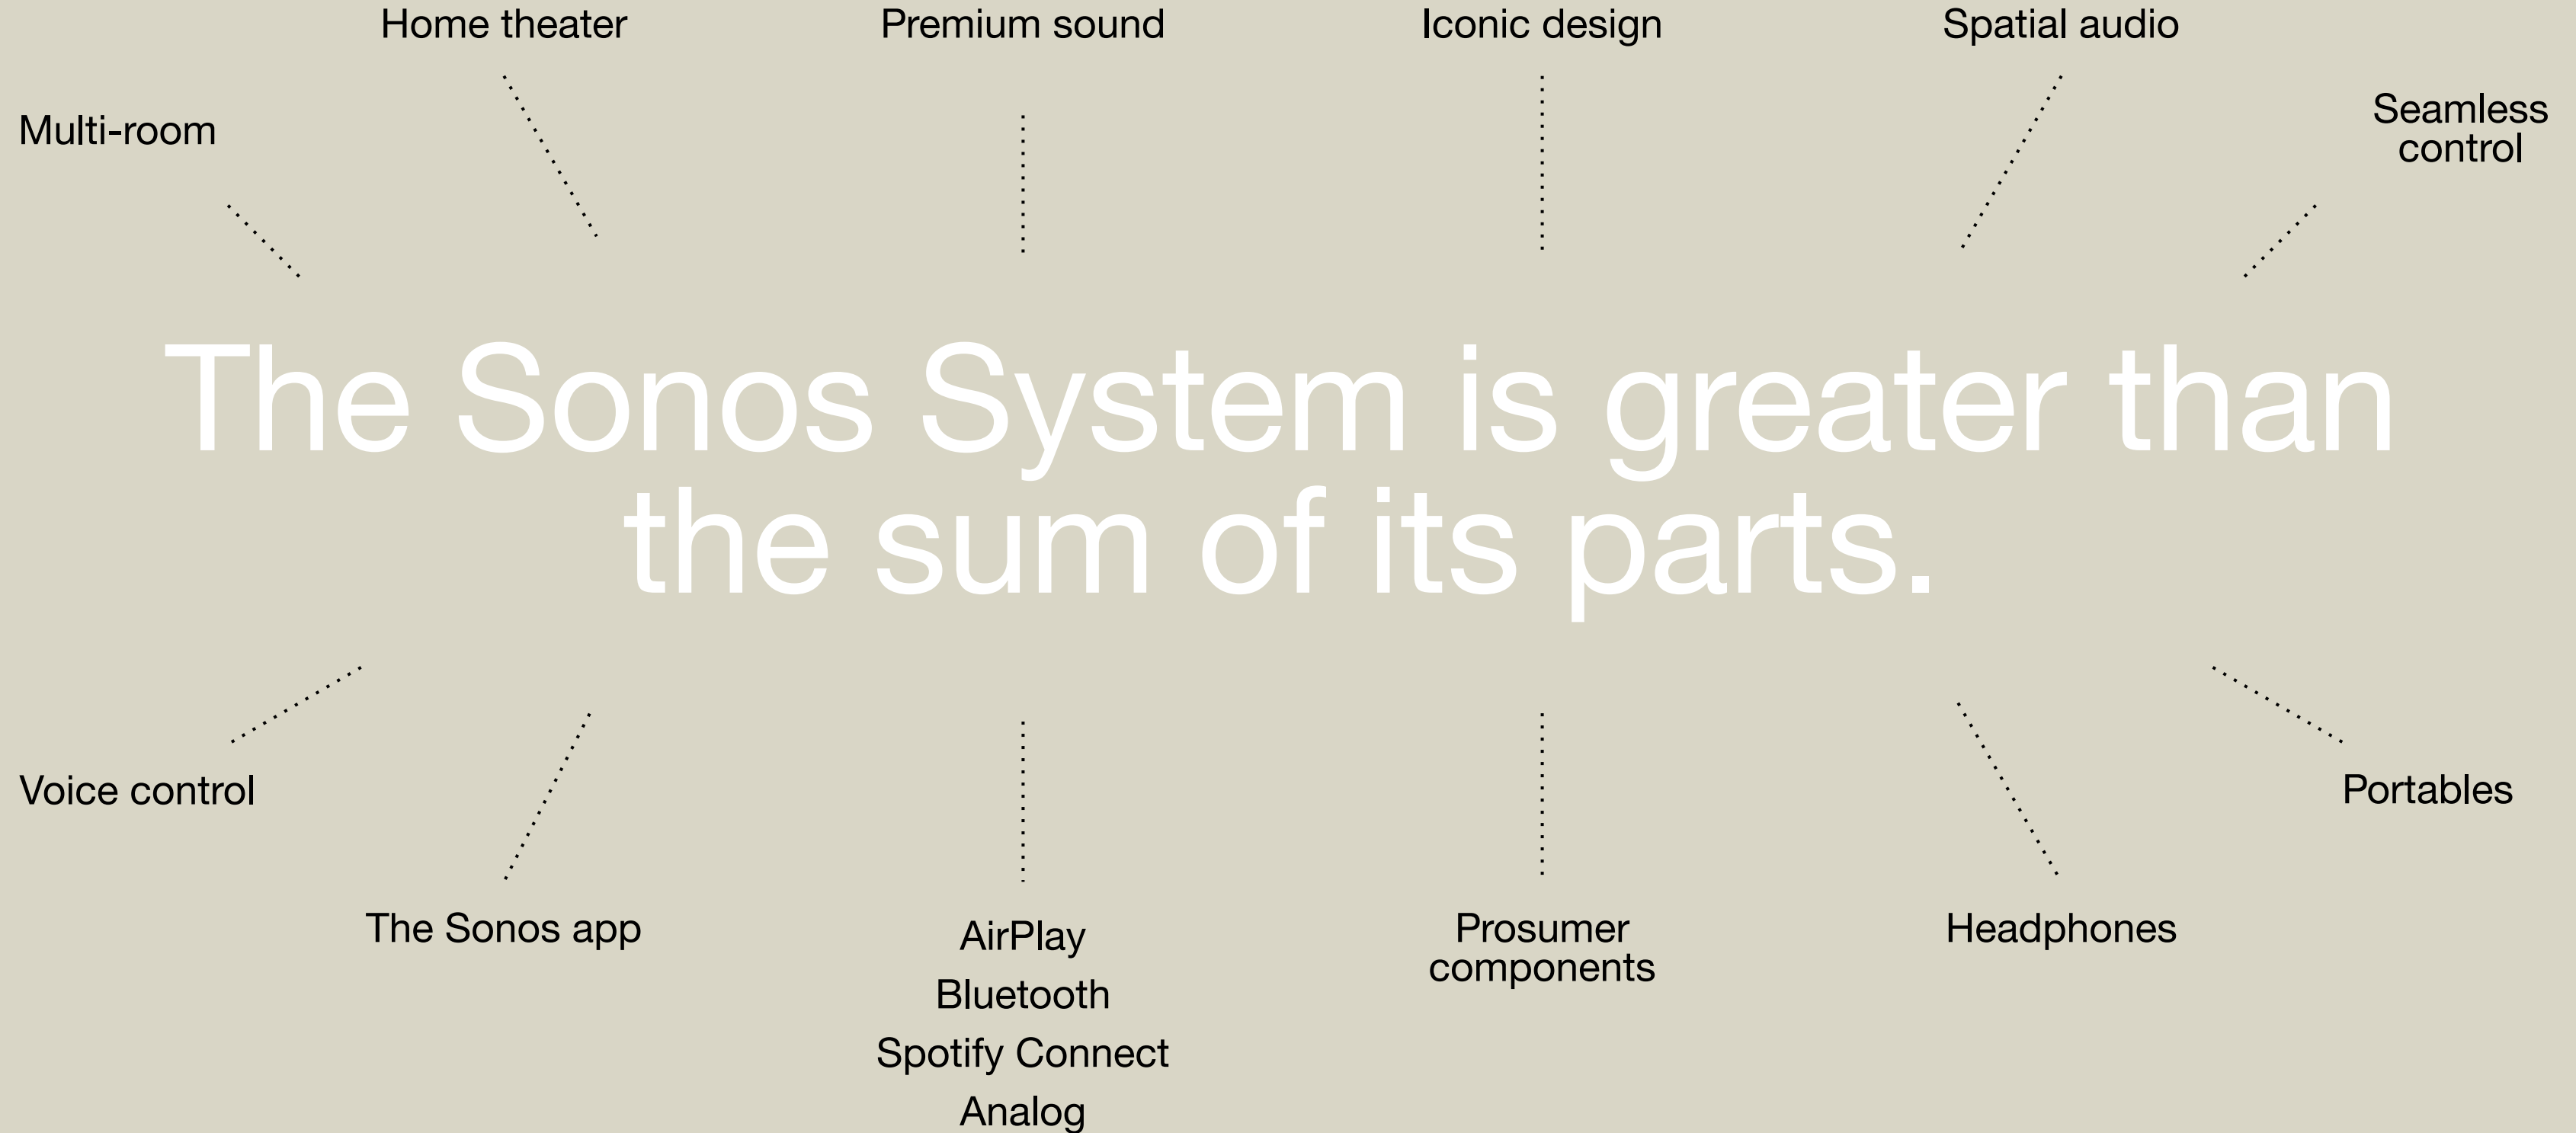 Home theater
Premium sound
Iconic design
Spatial audio
Multi-room
Seamless
control
The Sonos System is greater than
the sum of its parts.
Voice control
Portables
The Sonos app
AirPlay
Bluetooth
Spotify Connect
Analog
Prosumer
components
Headphones